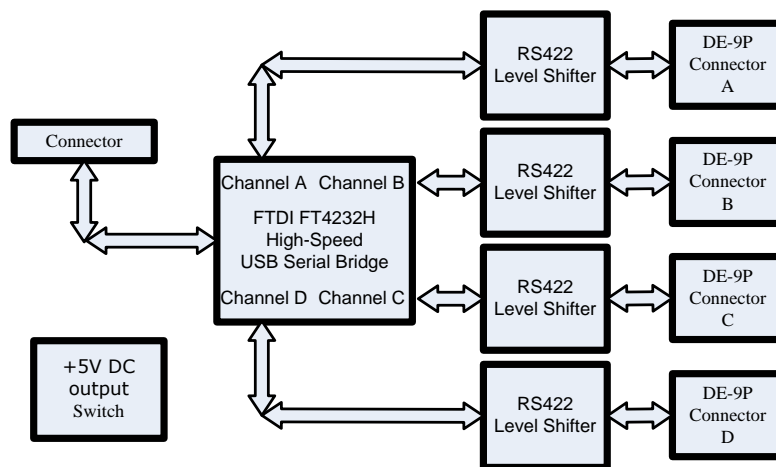 RS422
Level Shifter
DE-9P
Connector
A
Connector
RS422
Level Shifter
DE-9P
Connector
B
Channel A Channel B
FTDI FT4232H
High-Speed
USB Serial Bridge
Channel D Channel C
RS422
Level Shifter
DE-9P
Connector
C
+5V DC
output
Switch
RS422
Level Shifter
DE-9P
Connector
D